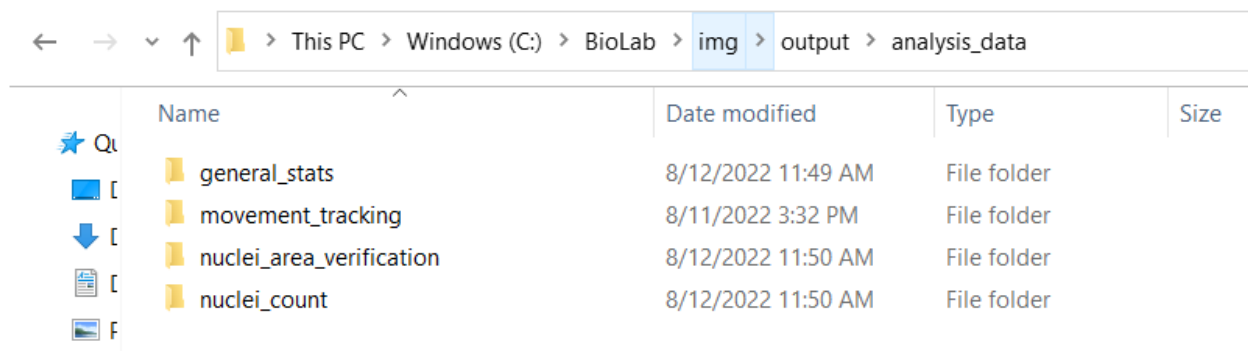 This PC > Windows (C:) > BioLab > img > output > analysis_data
Name Date modified Type Size
general_stats 8/12/2022 11:49 AM File folder
movement_tracking 8/11/2022 3:32 PM File folder
nuclei_area_verification 8/12/2022 11:50 AM File folder
nuclei_count 8/12/2022 11:50 AM File folder